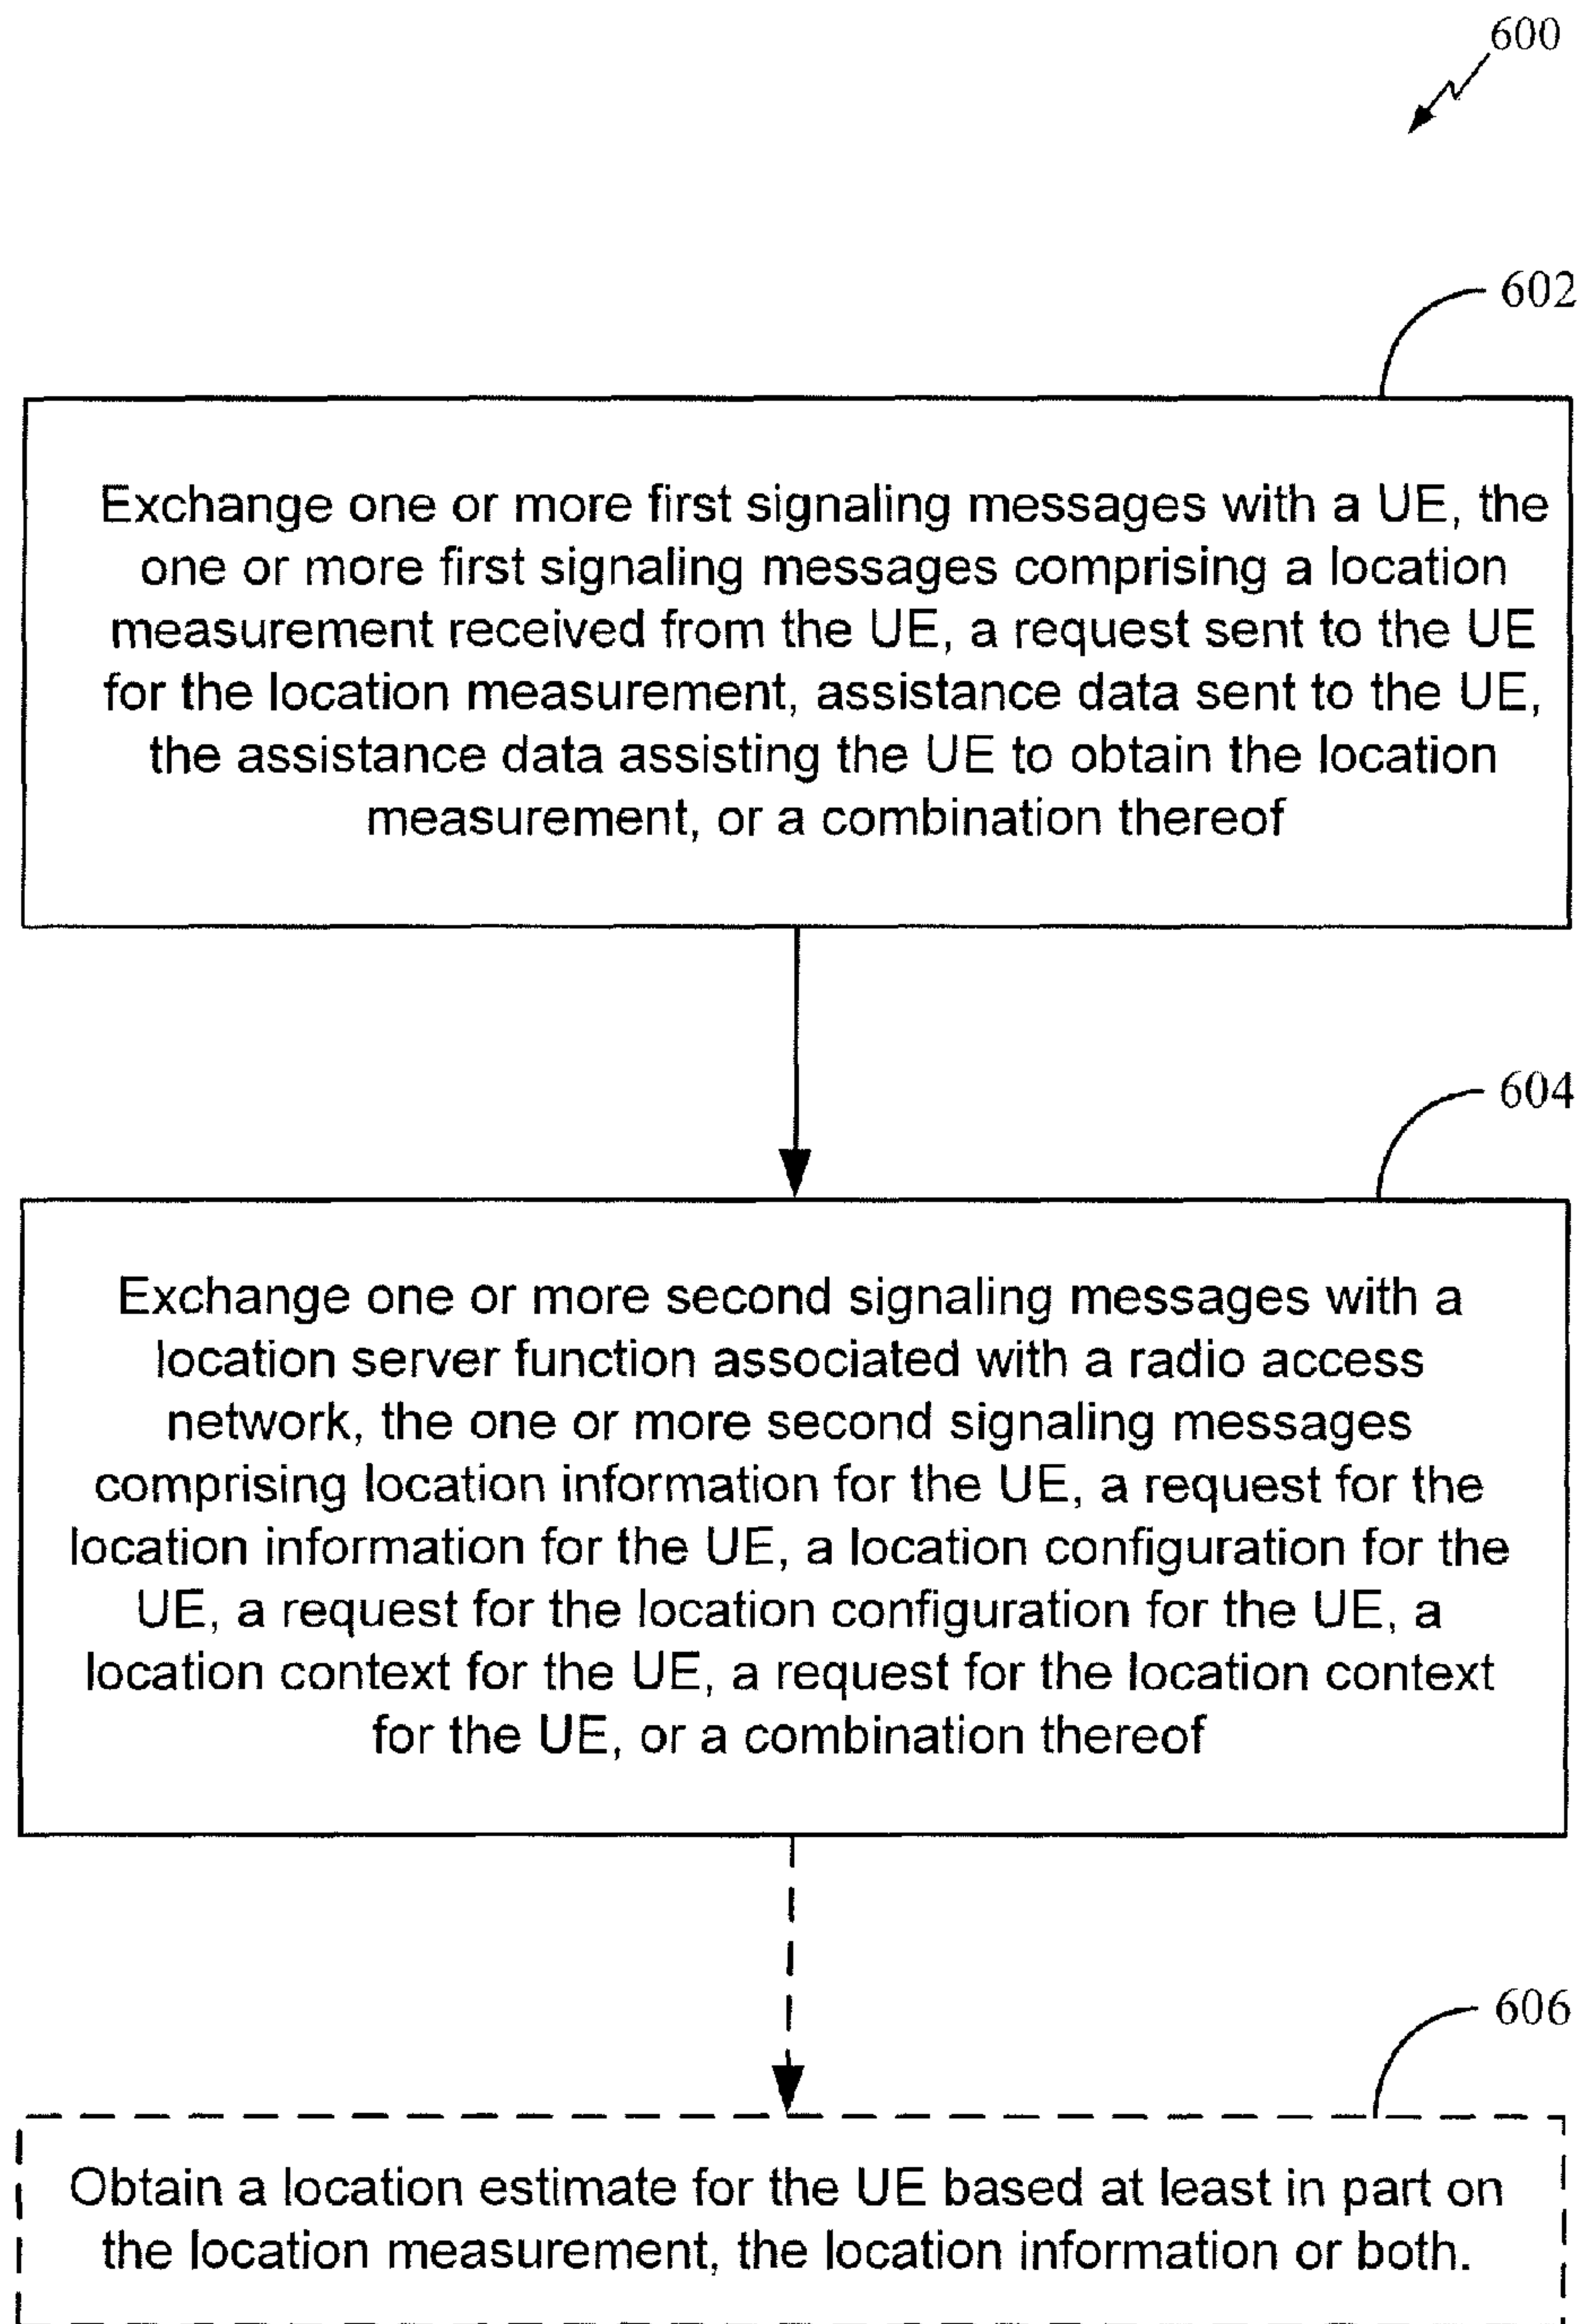 600
602
Exchange one or more first signaling messages with a UE, the
one or more first signaling messages comprising a location
measurement received from the UE, a request sent to the UE
for the location measurement, assistance data sent to the UE,
the assistance data assisting the UE to obtain the location
measurement, or a combination thereof
604
Exchange one or more second signaling messages with a
location server function associated with a radio access
network, the one or more second signaling messages
comprising location information for the UE, a request for the
location information for the UE, a location configuration for the
UE, a request for the location configuration for the UE, a
location context for the UE, a request for the location context
for the UE, or a combination thereof
606
Obtain a location estimate for the UE based at least in part on
the location measurement, the location information or both.